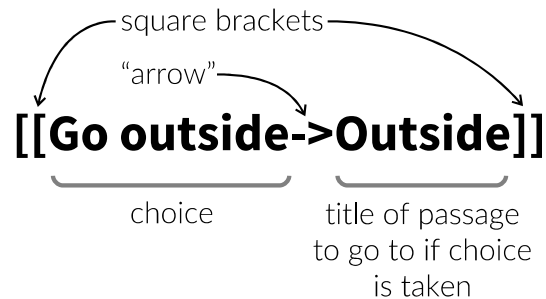 square brackets
“arrow”
[[Go outside->Outside]]
choice
title of passage
to go to if choice
is taken